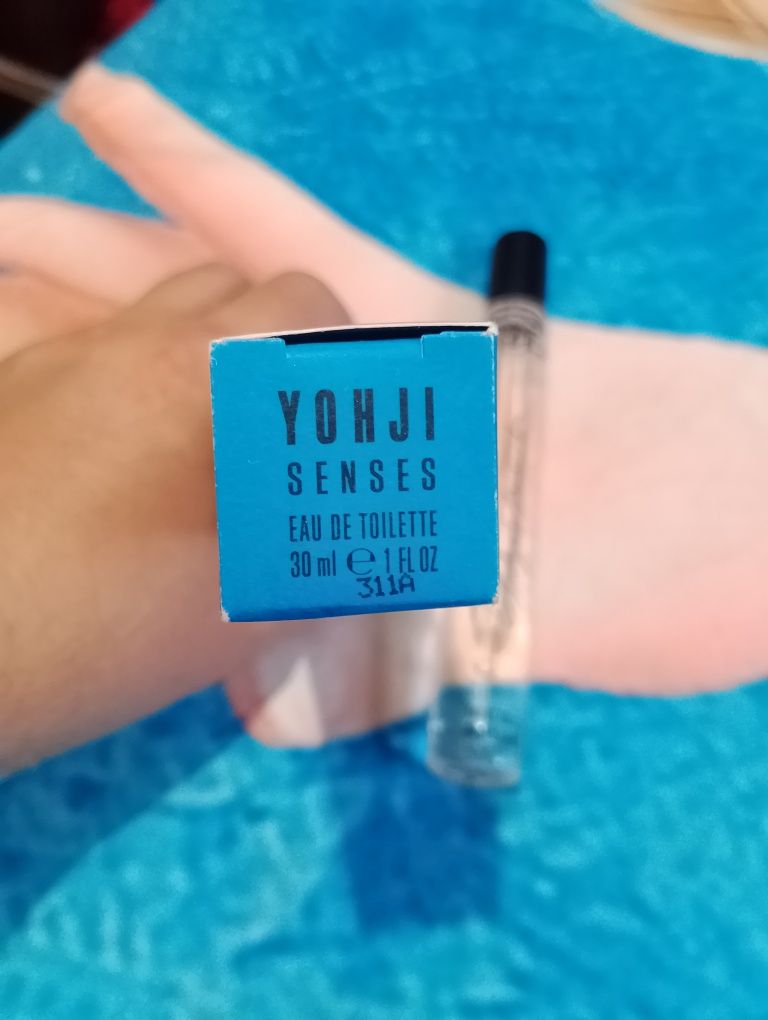 YOHJI
SENSES
EAU DE TOILETTE
30 ml ℮ 1 FL OZ
311A